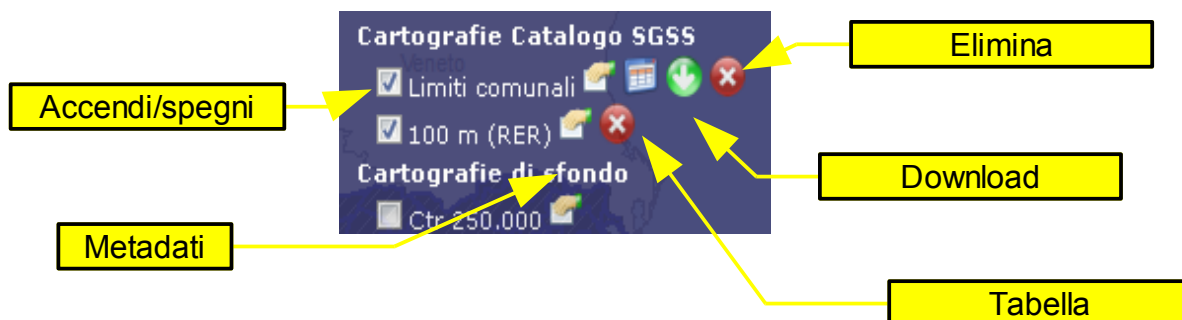 Cartografie Catalogo SGSS
Elimina
Veneto
Limiti comunali
Accendi/spegni
100 m (RER)
Cartografie di sfondo
Download
Ctr 250.000
Metadati
Tabella